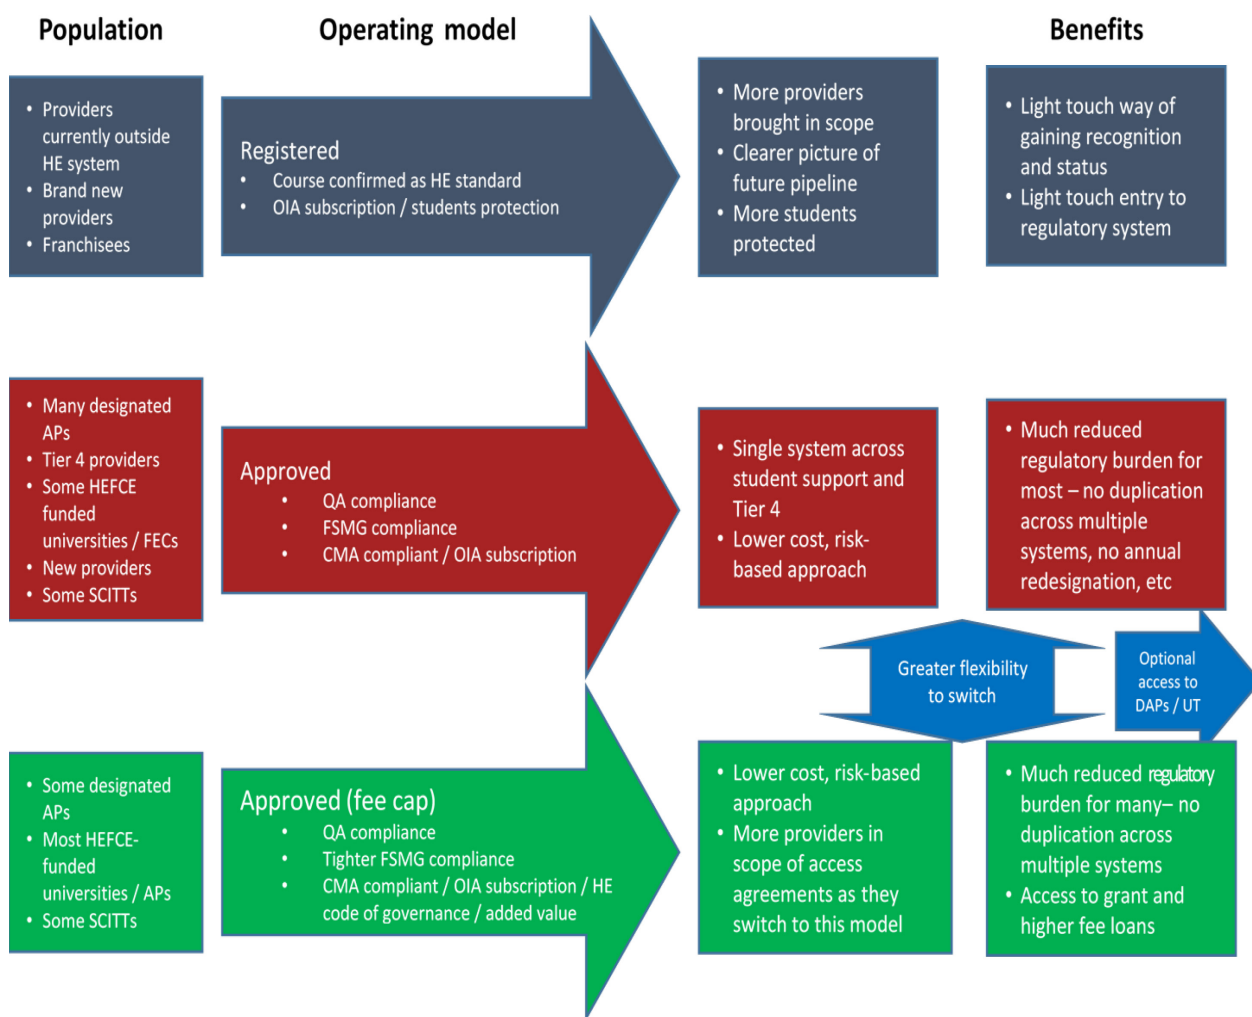 Population
Operating model
Benefits
• Providers
currently outside
HE system
• Brand new
providers
• Franchisees
Registered
• Course confirmed as HE standard
• OIA subscription / students protection
• More providers
brought in scope
• Clearer picture of
future pipeline
• More students
protected
• Light touch way of
gaining recognition
and status
• Light touch entry to
regulatory system
• Many designated
APs
• Tier 4 providers
• Some HEFCE
funded
universities / FECs
• New providers
• Some SCITTs
Approved
• QA compliance
• FSMG compliance
• CMA compliant / OIA subscription
• Single system across
student support and
Tier 4
• Lower cost, risk-
based approach
• Much reduced
regulatory burden for
most – no duplication
across multiple
systems, no annual
redesignation, etc
Greater flexibility
to switch
Optional
access to
DAPs / UT
• Some designated
APs
• Most HEFCE-
funded
universities / APs
• Some SCITTs
Approved (fee cap)
• QA compliance
• Tighter FSMG compliance
• CMA compliant / OIA subscription / HE
code of governance / added value
• Lower cost, risk-based
approach
• More providers in
scope of access
agreements as they
switch to this model
• Much reduced regulatory
burden for many– no
duplication across
multiple systems
• Access to grant and
higher fee loans